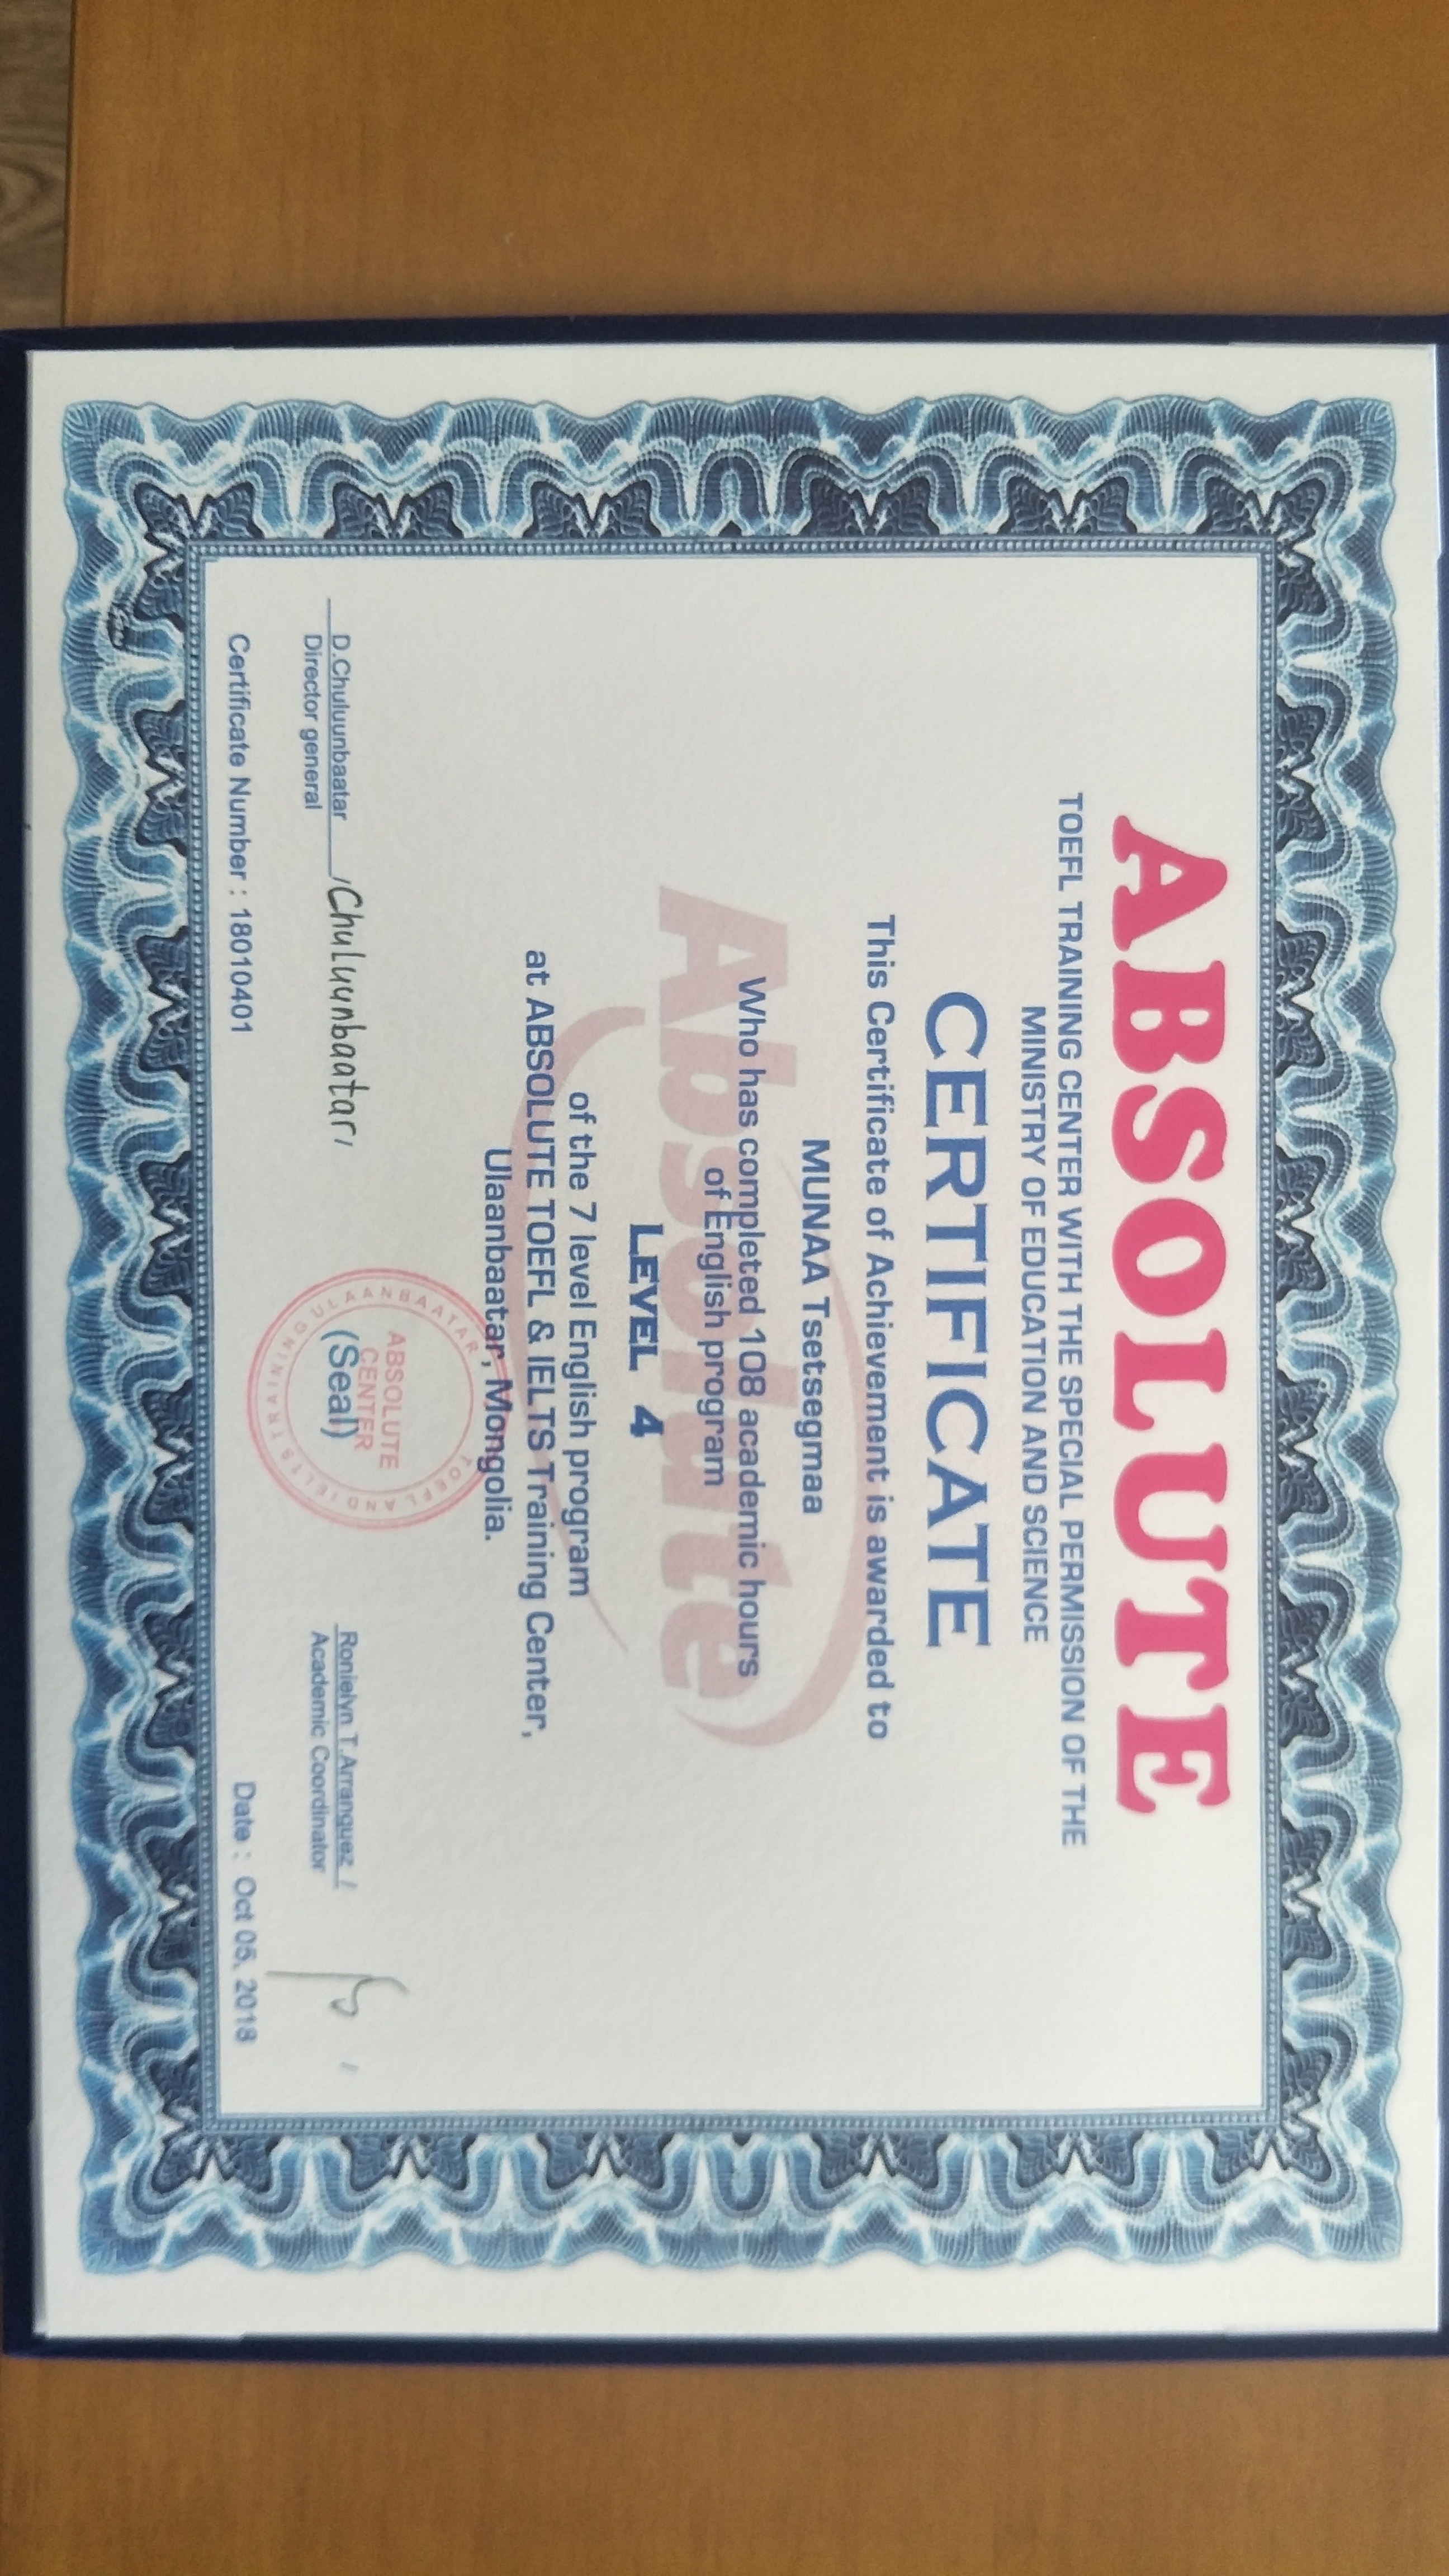 ABSOLUTE
TOEFL TRAINING CENTER WITH THE SPECIAL PERMISSION OF THE
MINISTRY OF EDUCATION AND SCIENCE
CERTIFICATE
This Certificate of Achievement is awarded to
MUNAA Tsetsegmaa
Absolute
Who has completed 108 academic hours
of English program
LEVEL 4
of the 7 level English program
at ABSOLUTE TOEFL & IELTS Training Center,
Ulaanbaatar, Mongolia.
D.Chuluunbaatar /Chuluunbaatar/
Director general
ABSOLUTE
CENTER
(Seal)
ULAANBAATAR
TOEFL AND IELTS TRAINING
Ronielyn T. Arranguez /
Academic Coordinator
Certificate Number : 18010401
Date : Oct 05, 2018